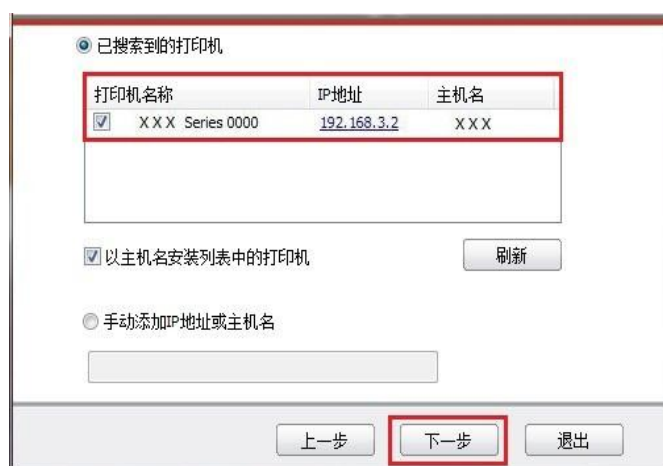 已搜索到的打印机
打印机名称 IP地址 主机名
XXX Series 0000 192.168.3.2 XXX
以主机名安装列表中的打印机 刷新
手动添加IP地址或主机名
上一步 下一步 退出